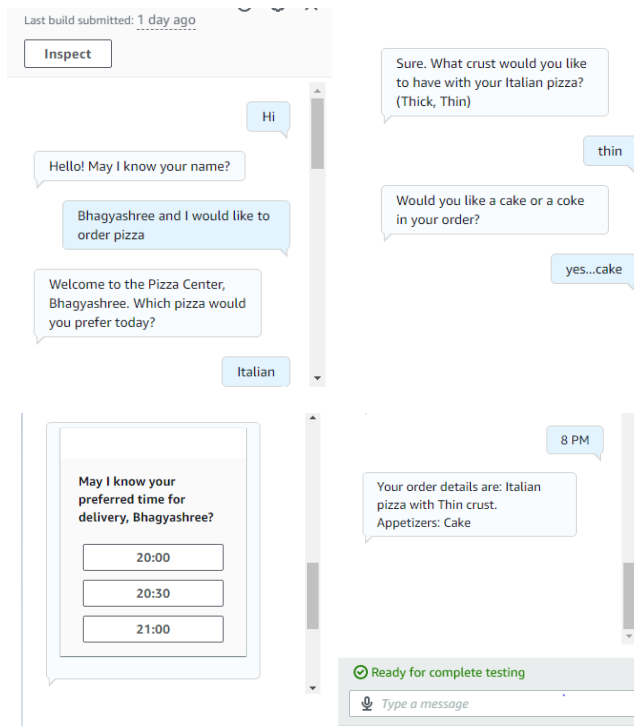 Last build submitted: 1 day ago
Inspect
Hi
Hello! May I know your name?
Bhagyashree and I would like to
order pizza
Welcome to the Pizza Center,
Bhagyashree. Which pizza would
you prefer today?
Italian
Sure. What crust would you like
to have with your Italian pizza?
(Thick, Thin)
thin
Would you like a cake or a coke
in your order?
yes...cake
May I know your
preferred time for
delivery, Bhagyashree?
20:00
20:30
21:00
8 PM
Your order details are: Italian
pizza with Thin crust.
Appetizers: Cake
Ready for complete testing
Type a message